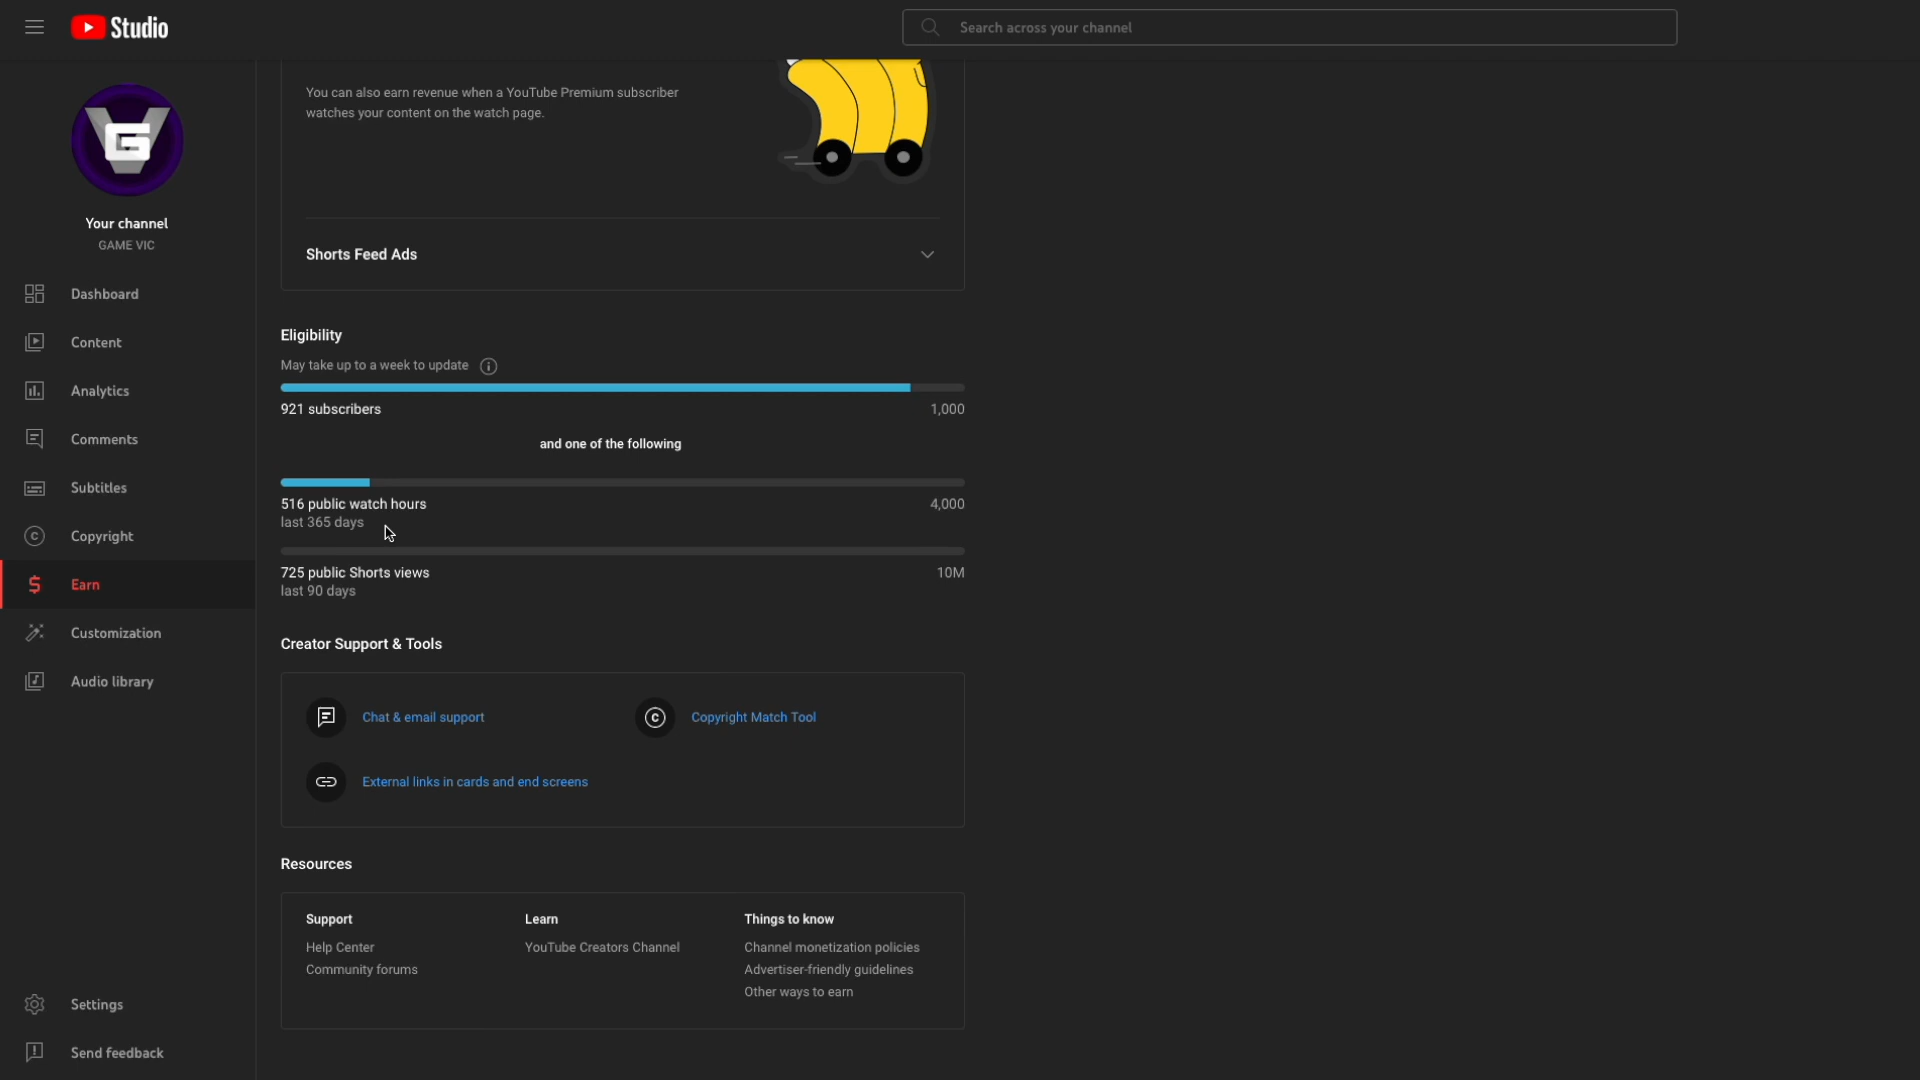 Studio
Search across your channel
Your channel
GAME VIC
Dashboard
Content
Analytics
Comments
Subtitles
Copyright
Earn
Customization
Audio library
Settings
Send feedback
You can also earn revenue when a YouTube Premium subscriber
watches your content on the watch page.
Shorts Feed Ads
Eligibility
May take up to a week to update
921 subscribers 1,000
and one of the following
516 public watch hours 4,000
last 365 days
725 public Shorts views 10M
last 90 days
Creator Support & Tools
Chat & email support
Copyright Match Tool
External links in cards and end screens
Resources
Support
Help Center
Community forums
Learn
YouTube Creators Channel
Things to know
Channel monetization policies
Advertiser-friendly guidelines
Other ways to earn